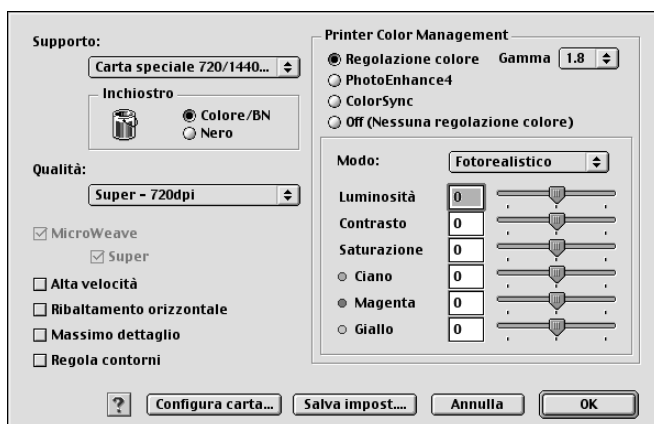 Supporto:
Carta speciale 720/1440...
Inchiostro
Colore/BN
Nero
Qualità:
Super - 720dpi
MicroWeave
Super
Alta velocità
Ribaltamento orizzontale
Massimo dettaglio
Regola contorni
Printer Color Management
Regolazione colore Gamma 1.8
PhotoEnhance4
ColorSync
Off (Nessuna regolazione colore)
Modo: Fotorealistico
Luminosità 0
Contrasto 0
Saturazione 0
Ciano 0
Magenta 0
Giallo 0
? Configura carta... Salva impost.... Annulla OK